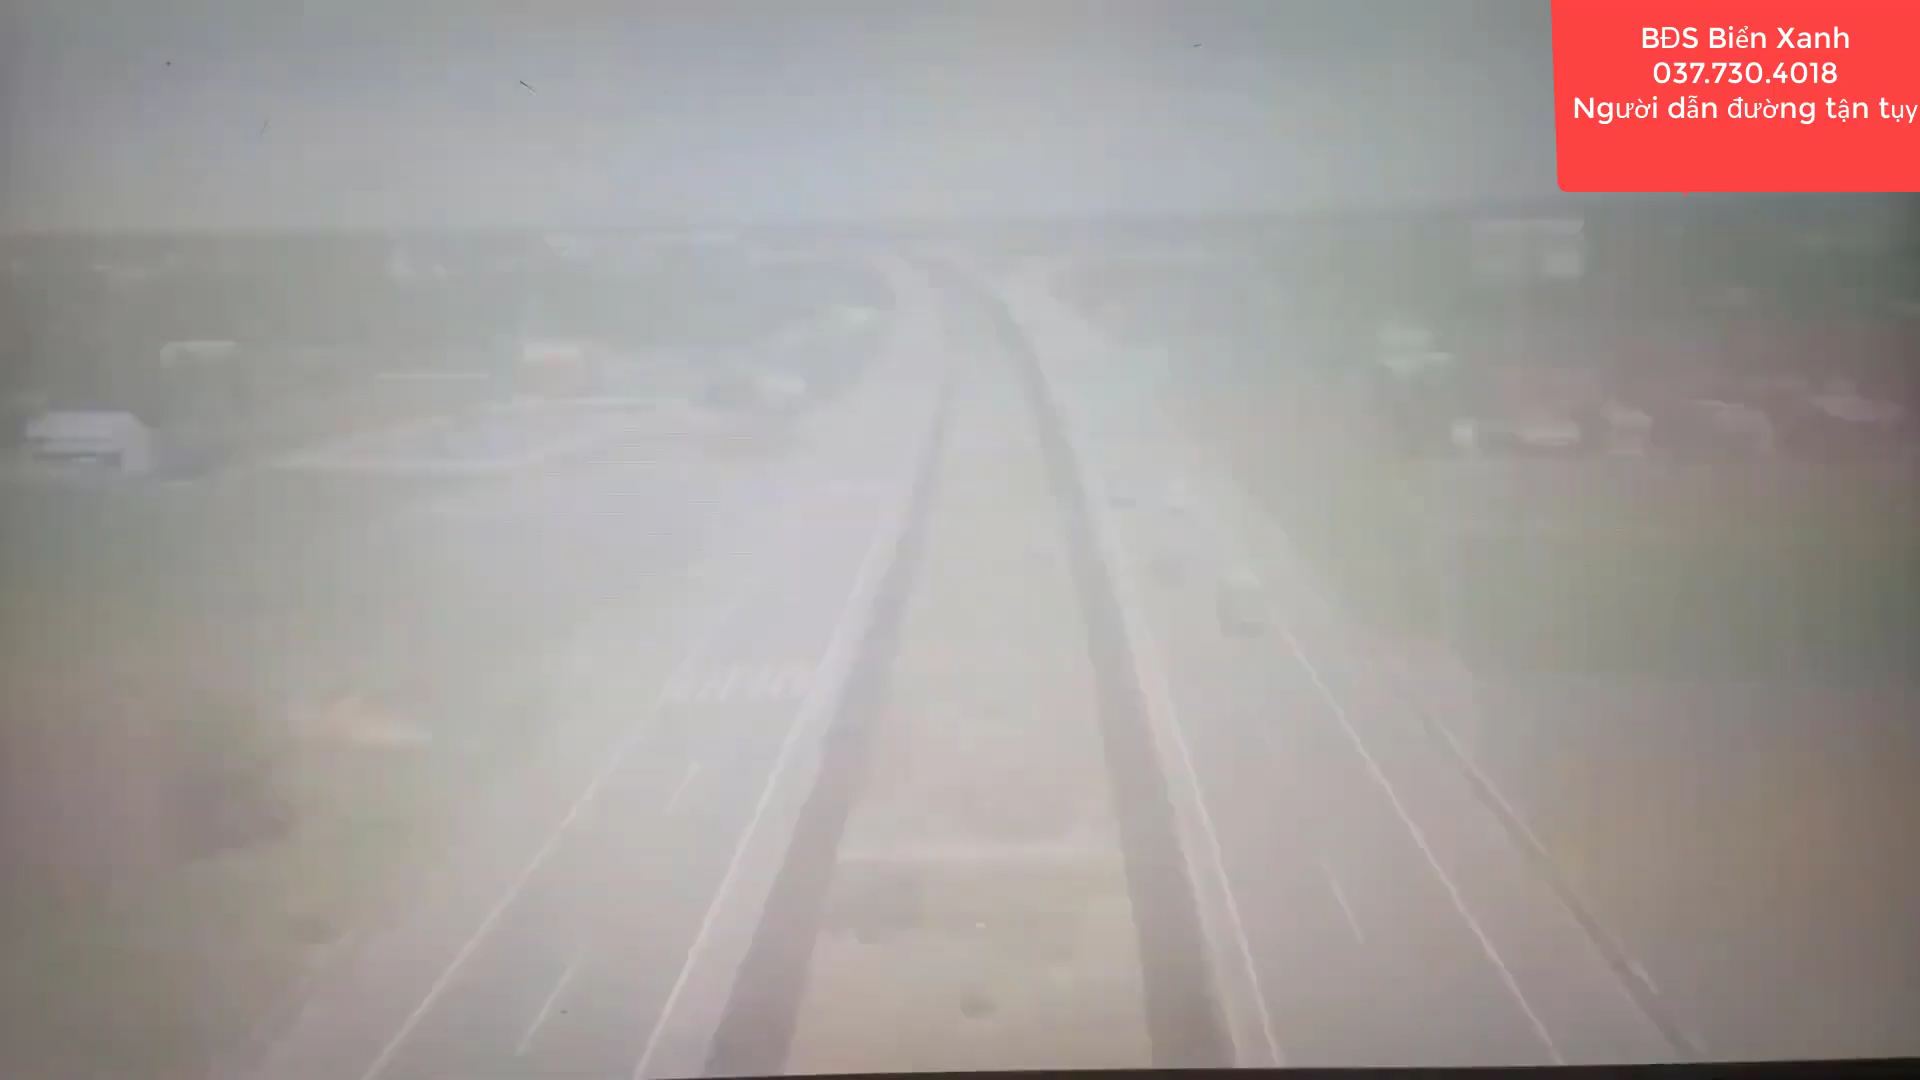 BĐS Biển Xanh
037.730.4018
Người dẫn đường tận tụy